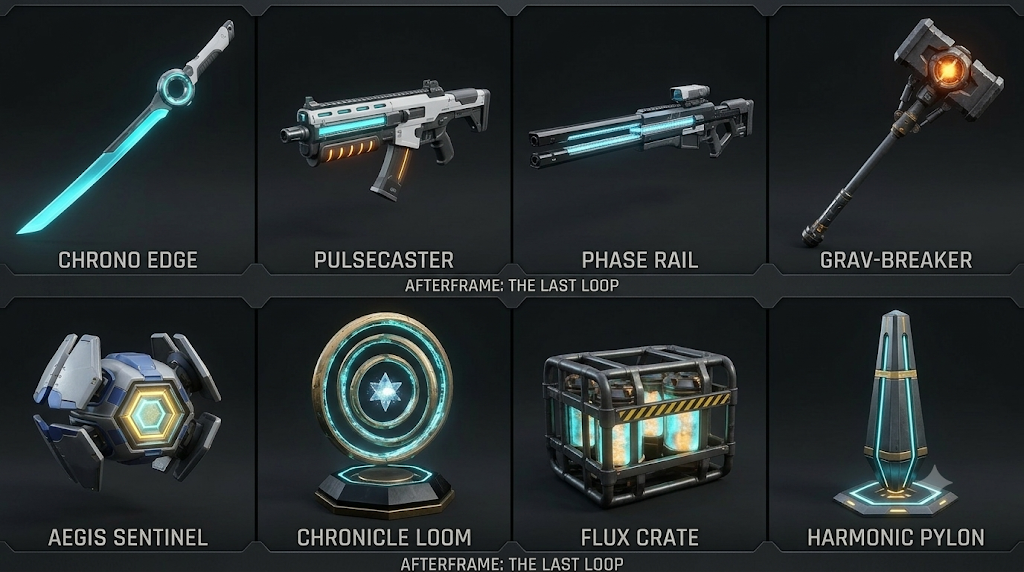 CHRONO EDGE
PULSECASTER
PHASE RAIL
GRAV-BREAKER
AFTERFRAME: THE LAST LOOP
AEGIS SENTINEL
CHRONICLE LOOM
FLUX CRATE
HARMONIC PYLON
AFTERFRAME: THE LAST LOOP